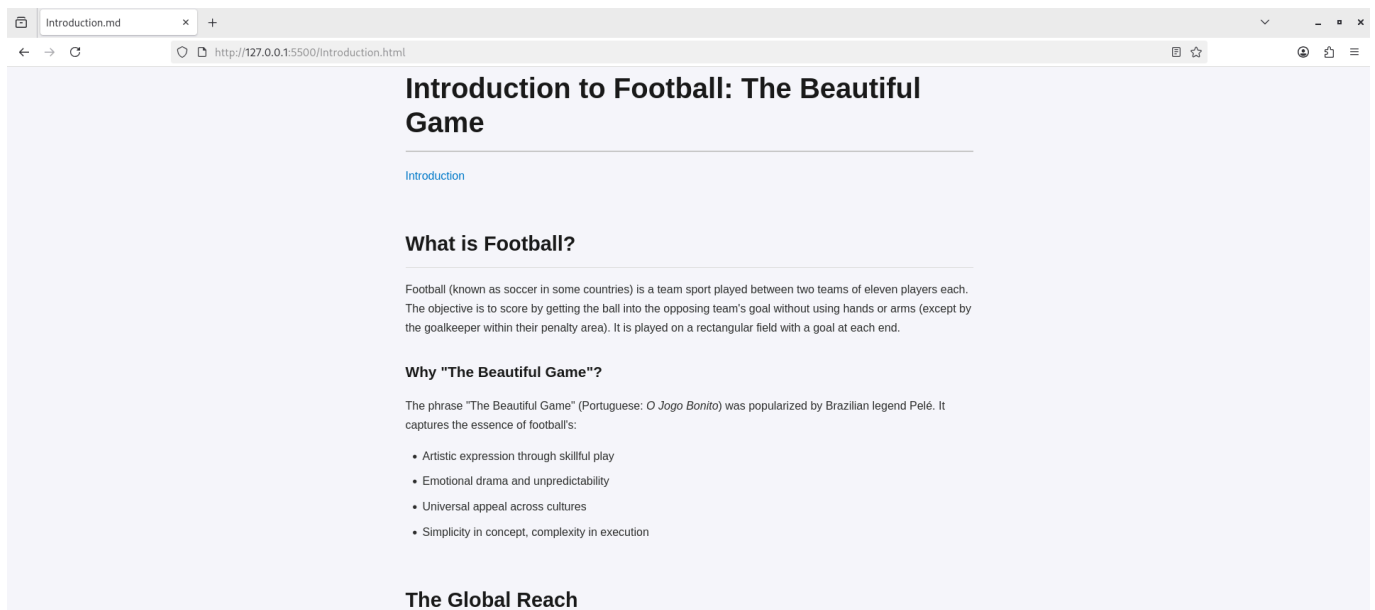 Introduction.md
http://127.0.0.1:5500/Introduction.html
Introduction to Football: The Beautiful
Game
Introduction
What is Football?
Football (known as soccer in some countries) is a team sport played between two teams of eleven players each.
The objective is to score by getting the ball into the opposing team's goal without using hands or arms (except by
the goalkeeper within their penalty area). It is played on a rectangular field with a goal at each end.
Why "The Beautiful Game"?
The phrase "The Beautiful Game" (Portuguese: O Jogo Bonito) was popularized by Brazilian legend Pelé. It
captures the essence of football's:
• Artistic expression through skillful play
• Emotional drama and unpredictability
• Universal appeal across cultures
• Simplicity in concept, complexity in execution
The Global Reach